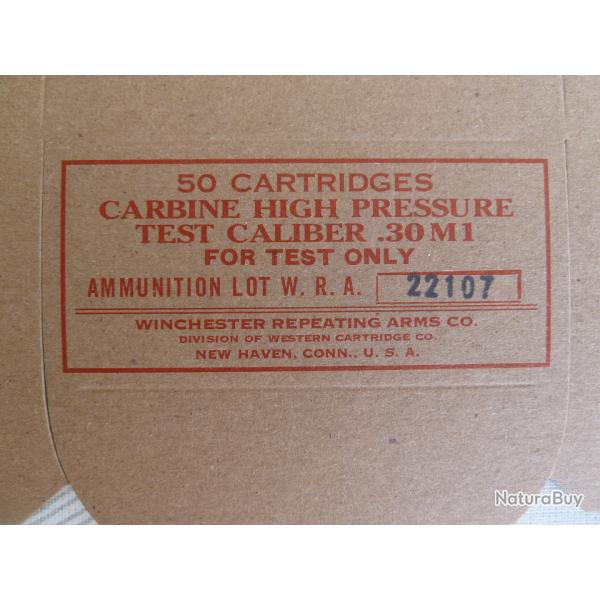 50 CARTRIDGES
CARBINE HIGH PRESSURE
TEST CALIBER .30 M1
FOR TEST ONLY
AMMUNITION LOT W. R. A. 22107
WINCHESTER REPEATING ARMS CO.
DIVISION OF WESTERN CARTRIDGE CO.
NEW HAVEN, CONN., U. S. A.
NaturaBuy